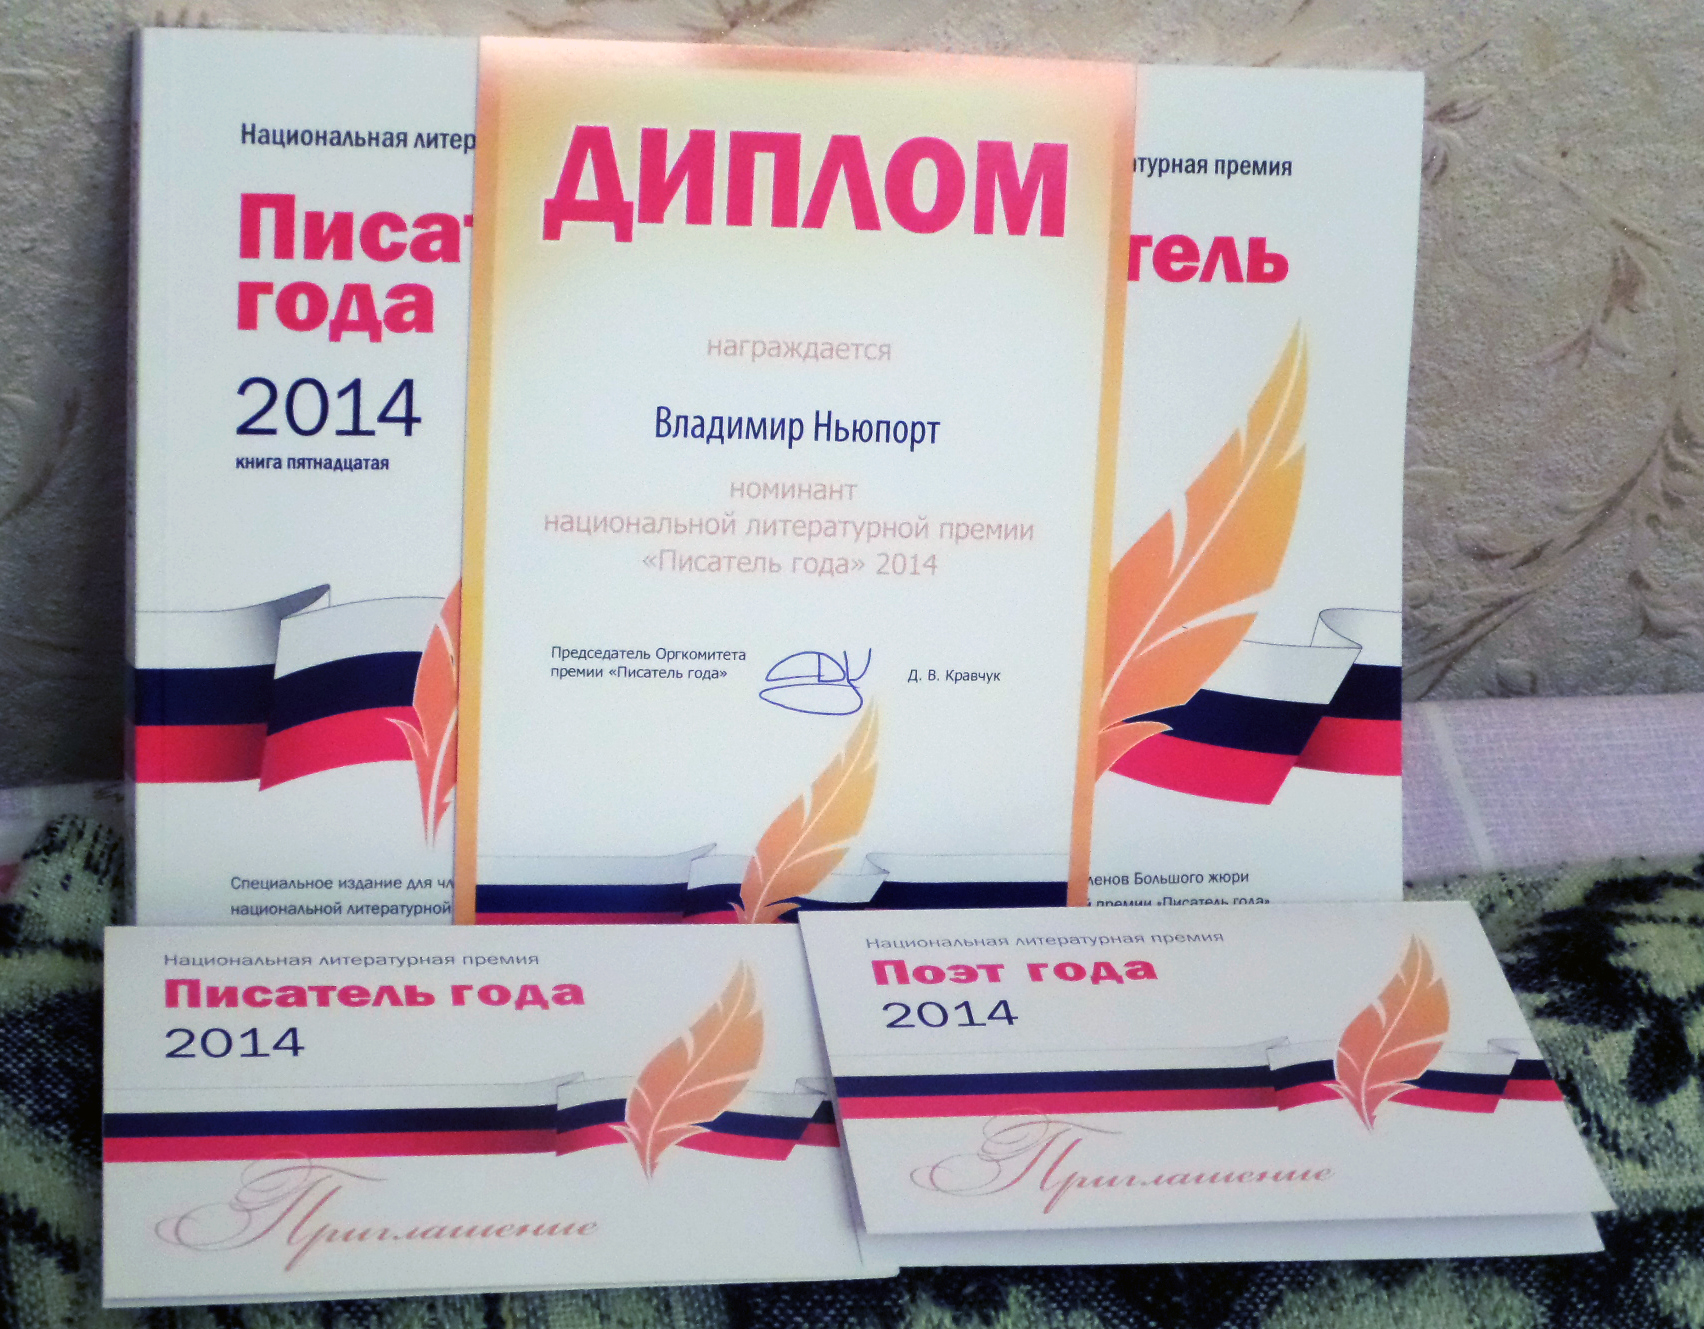 Национальная литер
Писат
года
2014
книга пятнадцатая
Специальное издание для чл
национальной литературной
ДИПЛОМ
награждается
Владимир Ньюпорт
номинант
национальной литературной премии
«Писатель года» 2014
Председатель Оргкомитета
премии «Писатель года»
Д. В. Кравчук
турная премия
тель
ленов Большого жюри
премии «Писатель года»
Национальная литературная премия
Писатель года
2014
Приглашение
Национальная литературная премия
Поэт года
2014
Приглашение